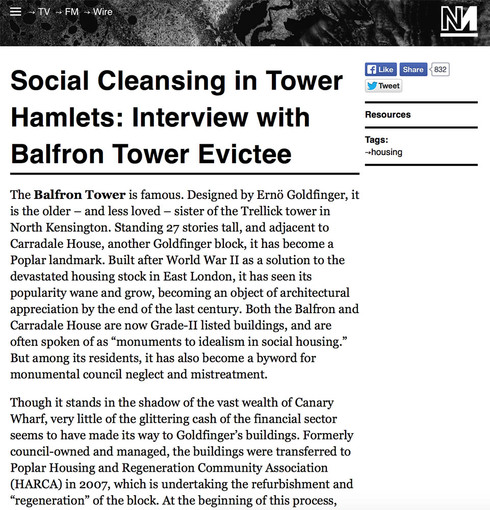 → TV → FM → Wire
Social Cleansing in Tower
Hamlets: Interview with
Balfron Tower Evictee
The Balfron Tower is famous. Designed by Ernö Goldfinger, it
is the older – and less loved – sister of the Trellick tower in
North Kensington. Standing 27 stories tall, and adjacent to
Carradale House, another Goldfinger block, it has become a
Poplar landmark. Built after World War II as a solution to the
devastated housing stock in East London, it has seen its
popularity wane and grow, becoming an object of architectural
appreciation by the end of the last century. Both the Balfron and
Carradale House are now Grade-II listed buildings, and are
often spoken of as “monuments to idealism in social housing.”
But among its residents, it has also become a byword for
monumental council neglect and mistreatment.
Though it stands in the shadow of the vast wealth of Canary
Wharf, very little of the glittering cash of the financial sector
seems to have made its way to Goldfinger’s buildings. Formerly
council-owned and managed, the buildings were transferred to
Poplar Housing and Regeneration Community Association
(HARCA) in 2007, which is undertaking the refurbishment and
“regeneration” of the block. At the beginning of this process,
Like Share 832
Tweet
Resources
Tags:
→housing